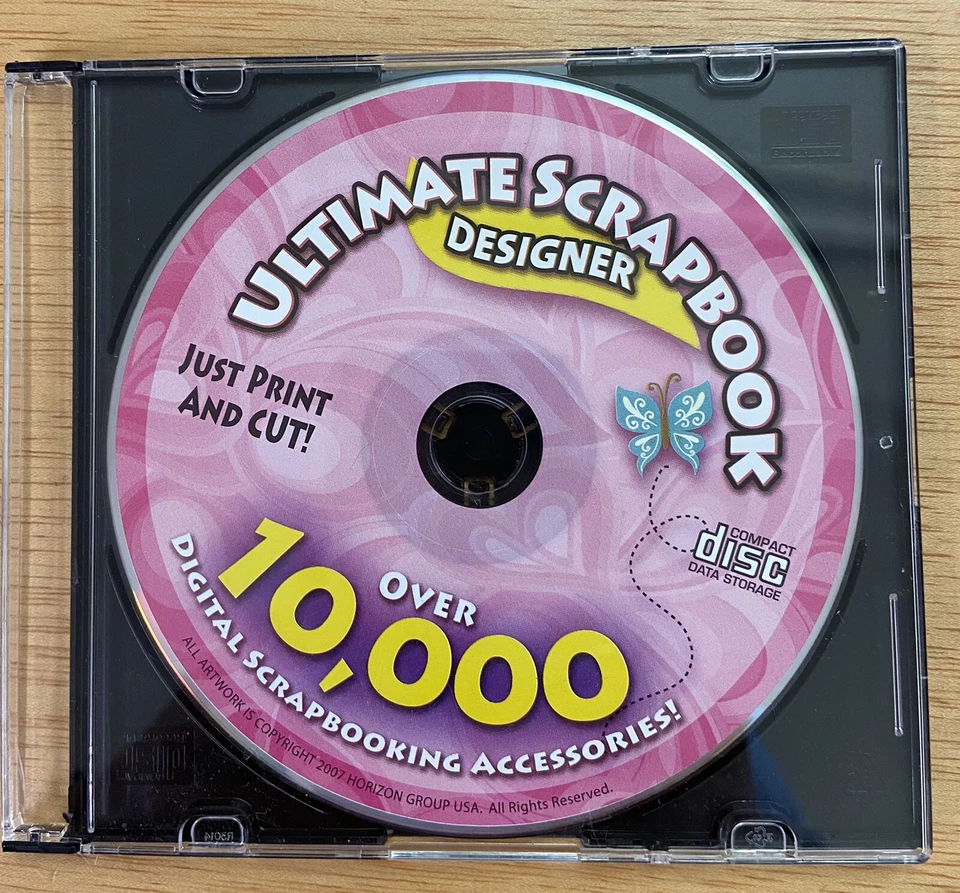 ULTIMATE SCRAPBOOK
DESIGNER
JUST PRINT
AND CUT!
COMPACT
disc
DATA STORAGE
OVER
10,000
DIGITAL SCRAPBOOKING ACCESSORIES!
ALL ARTWORK IS COPYRIGHT 2007 HORIZON GROUP USA. All Rights Reserved.